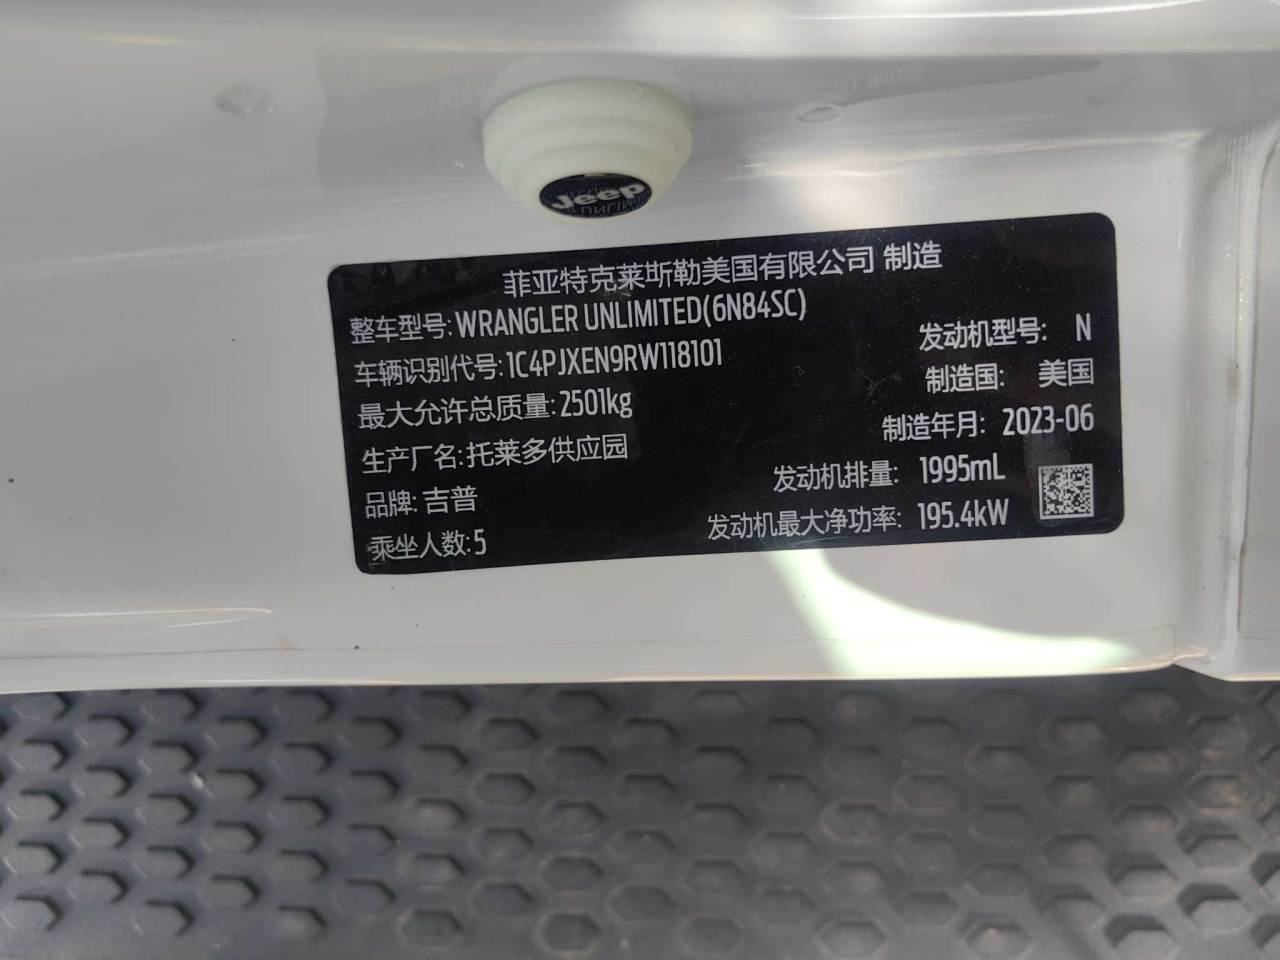 Jeep
菲亚特克莱斯勒美国有限公司 制造
整车型号:WRANGLER UNLIMITED(6N84SC)
车辆识别代号:1C4PJXEN9RW118101
发动机型号: N
最大允许总质量:2501kg
制造国: 美国
生产厂名:托莱多供应园
制造年月: 2023-06
品牌:吉普
发动机排量: 1995mL
乘坐人数:5
发动机最大净功率: 195.4kW